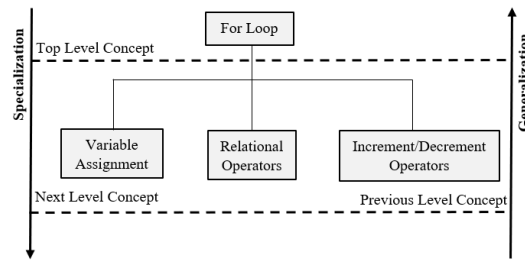 For Loop
Top Level Concept
Specialization
Generalization
Variable
Assignment
Relational
Operators
Increment/Decrement
Operators
Next Level Concept
Previous Level Concept